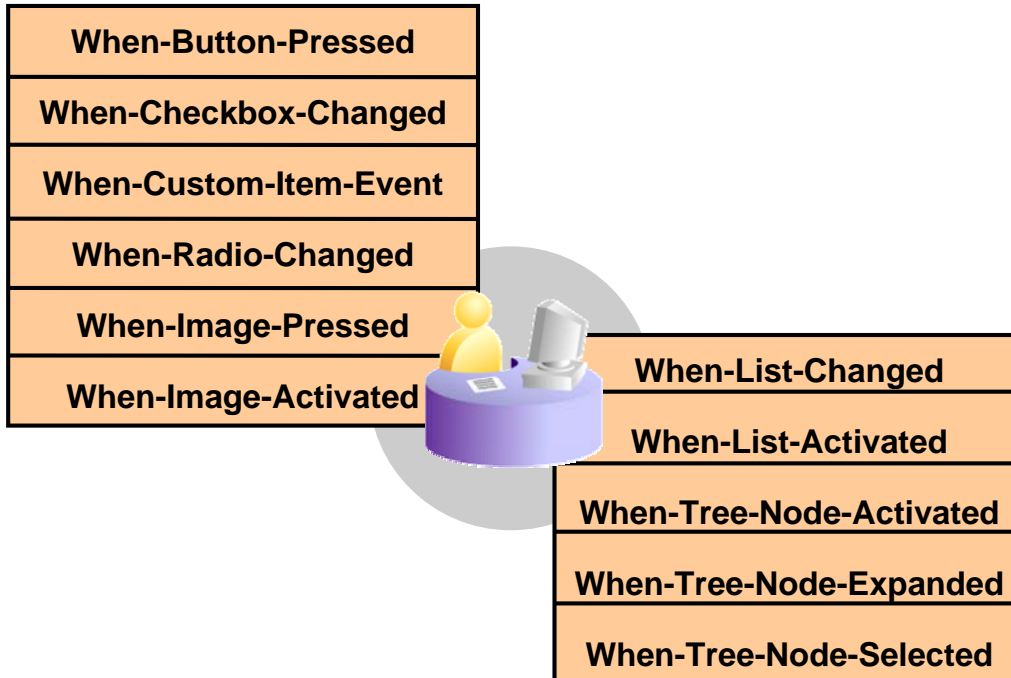 When-Button-Pressed
When-Checkbox-Changed
When-Custom-Item-Event
When-Radio-Changed
When-Image-Pressed
When-Image-Activated
When-List-Changed
When-List-Activated
When-Tree-Node-Activated
When-Tree-Node-Expanded
When-Tree-Node-Selected